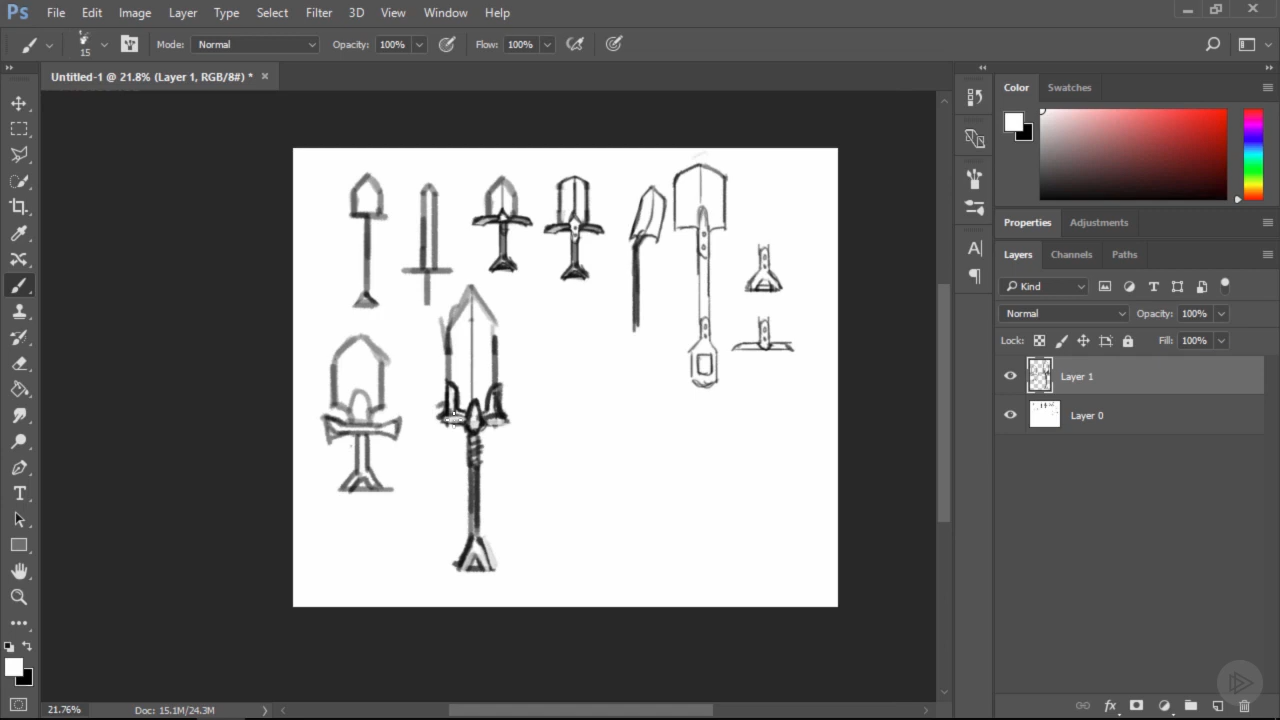 Ps File Edit Image Layer Type Select Filter 3D View Window Help
15 Mode: Normal Opacity: 100% Flow: 100%
Untitled-1 @ 21.8% (Layer 1, RGB/8#) * ×
Color Swatches
Properties Adjustments
Layers Channels Paths
Kind
Normal Opacity: 100%
Lock: Fill: 100%
Layer 1
Layer 0
21.76% Doc: 15.1M/24.3M